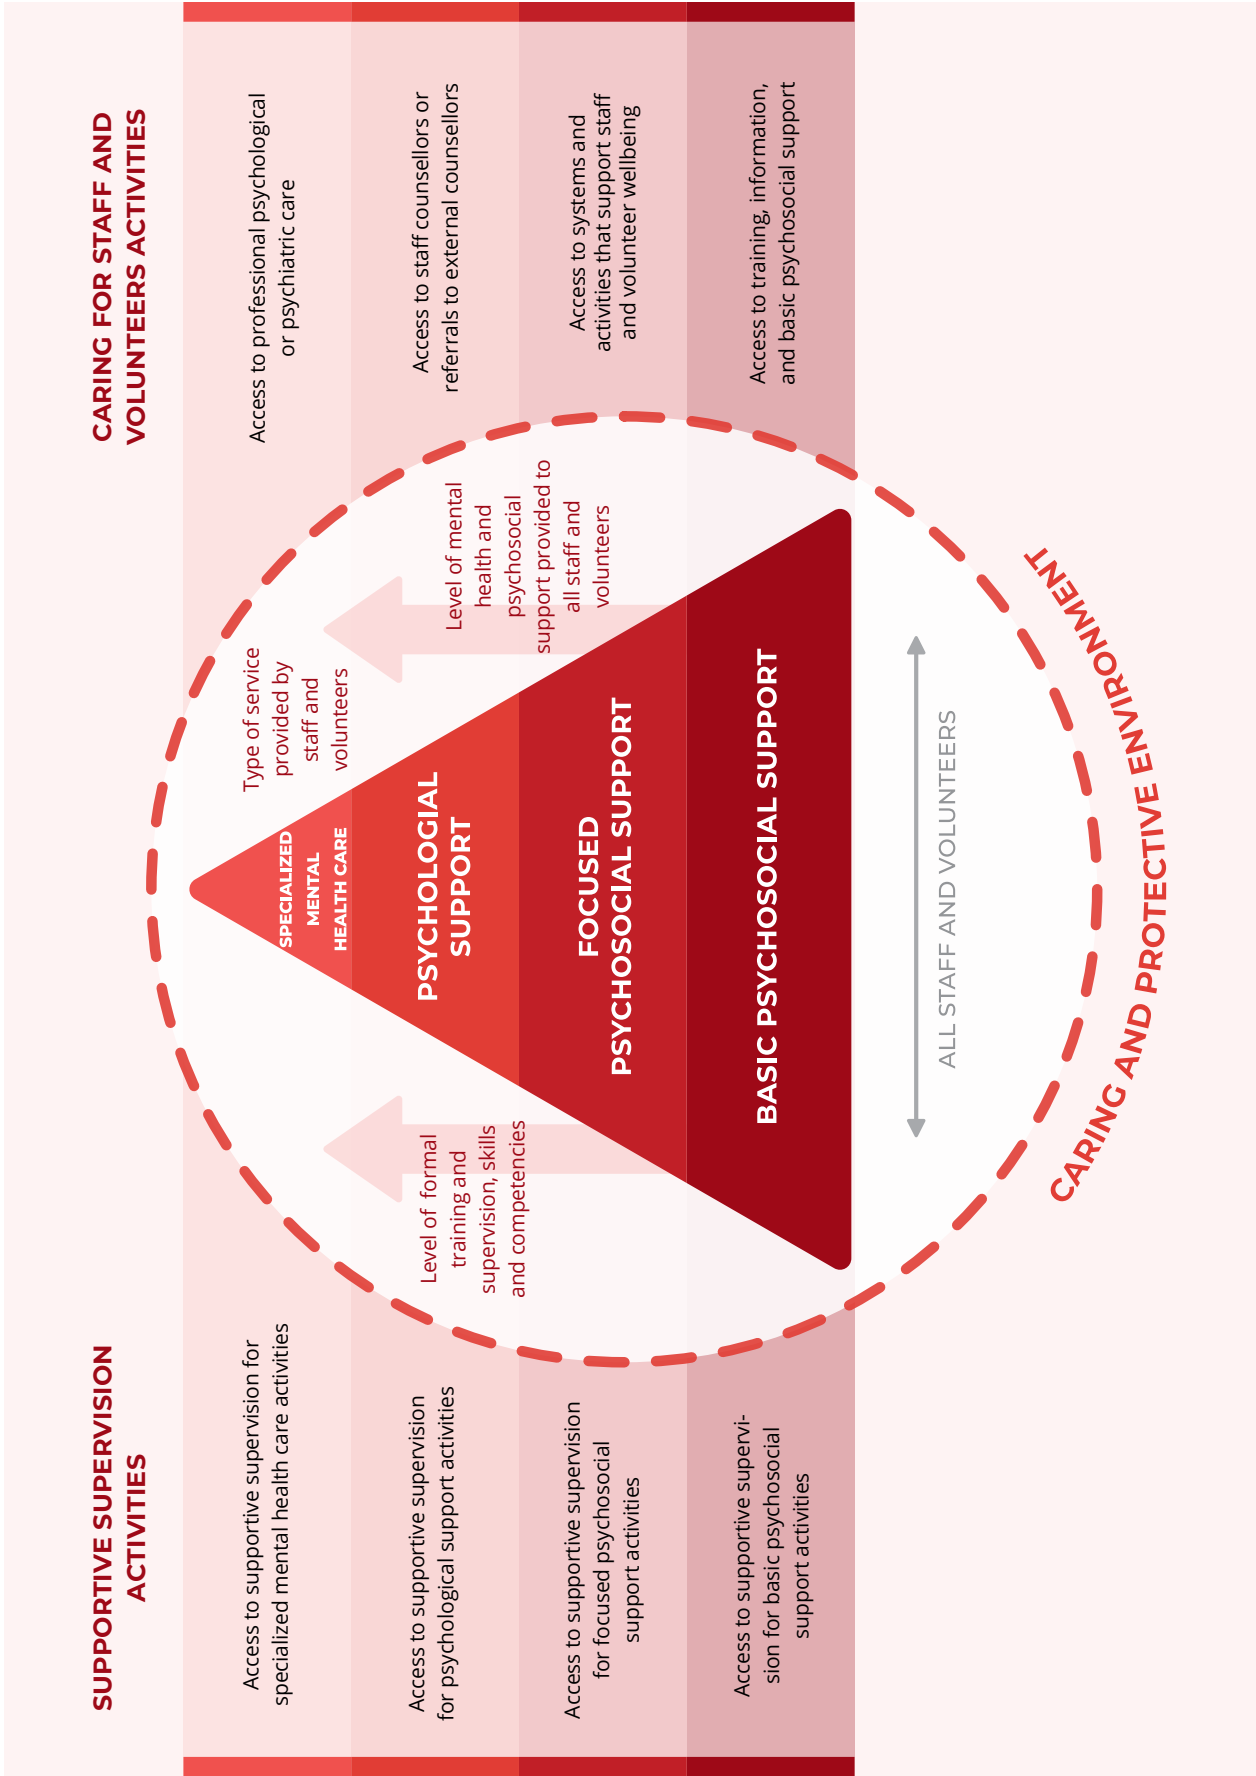 SUPPORTIVE SUPERVISION
ACTIVITIES
CARING FOR STAFF AND
VOLUNTEERS ACTIVITIES
Access to supportive supervision for
specialized mental health care activities
SPECIALIZED
MENTAL
HEALTH CARE
Type of service
provided by
staff and
volunteers
Access to professional psychological
or psychiatric care
Access to supportive supervision
for psychological support activities
Level of formal
training and
supervision, skills
and competencies
PSYCHOLOGIAL
SUPPORT
Level of mental
health and
psychosocial
support provided to
all staff and
volunteers
Access to staff counsellors or
referrals to external counsellors
Access to supportive supervision
for focused psychosocial
support activities
FOCUSED
PSYCHOSOCIAL SUPPORT
Access to systems and
activities that support staff
and volunteer wellbeing
Access to supportive supervi-
sion for basic psychosocial
support activities
BASIC PSYCHOSOCIAL SUPPORT
Access to training, information,
and basic psychosocial support
ALL STAFF AND VOLUNTEERS
CARING AND PROTECTIVE ENVIRONMENT